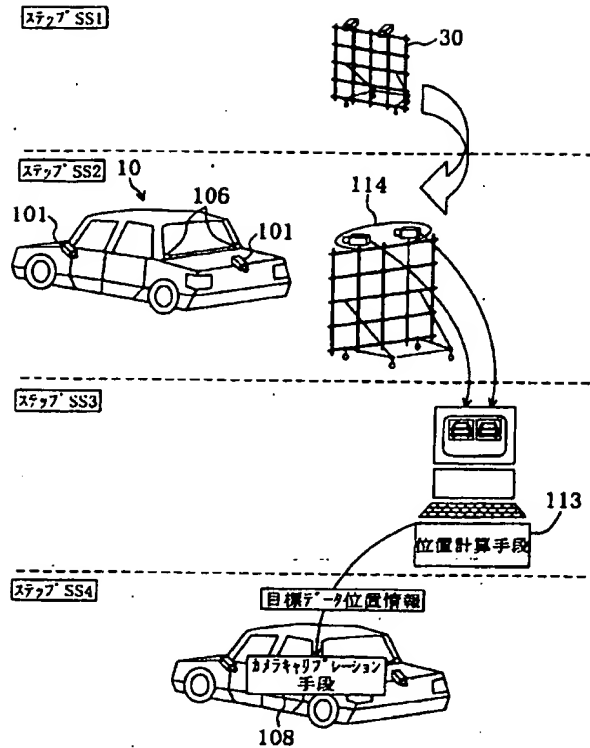 ステップSS1
30
ステップSS2
10
106
101
101
114
ステップSS3
113
位置計算手段
ステップSS4
目標データ位置情報
カメラキャリブレーション
手段
108